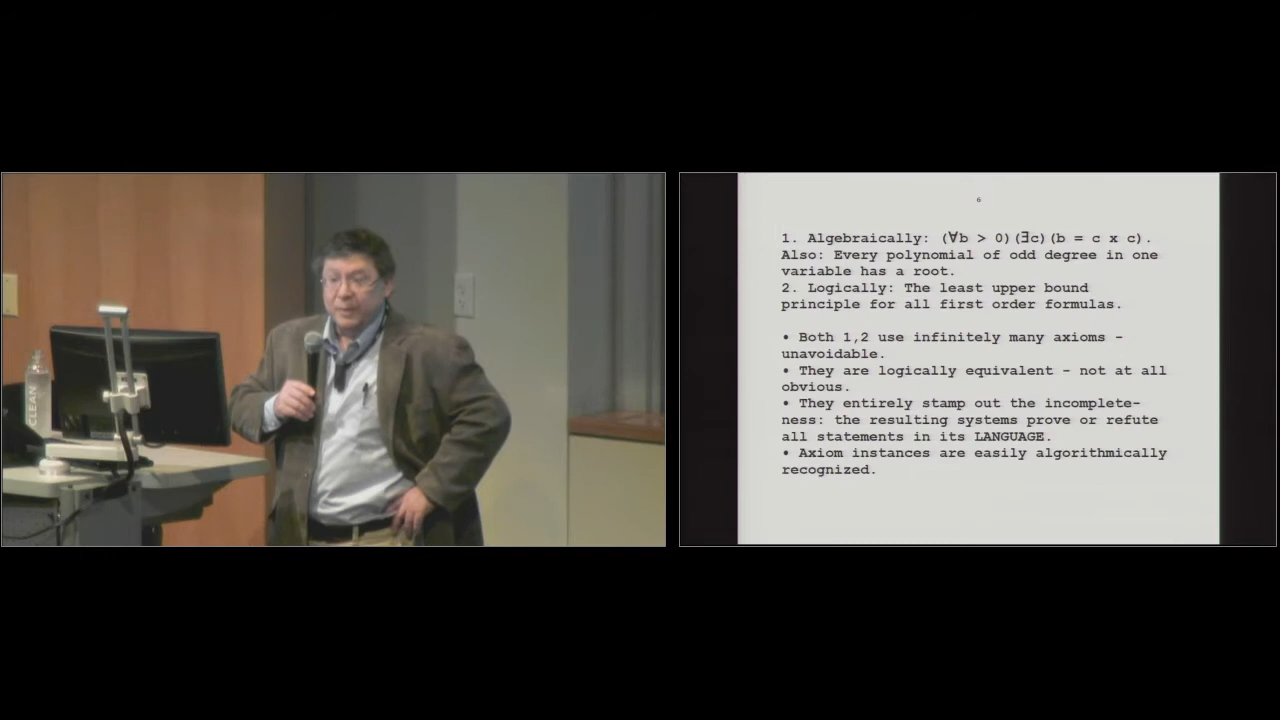 CLEAN
6
1. Algebraically: (∀b > 0)(∃c)(b = c x c).
Also: Every polynomial of odd degree in one
variable has a root.
2. Logically: The least upper bound
principle for all first order formulas.
• Both 1,2 use infinitely many axioms -
unavoidable.
• They are logically equivalent - not at all
obvious.
• They entirely stamp out the incomplete-
ness: the resulting systems prove or refute
all statements in its LANGUAGE.
• Axiom instances are easily algorithmically
recognized.